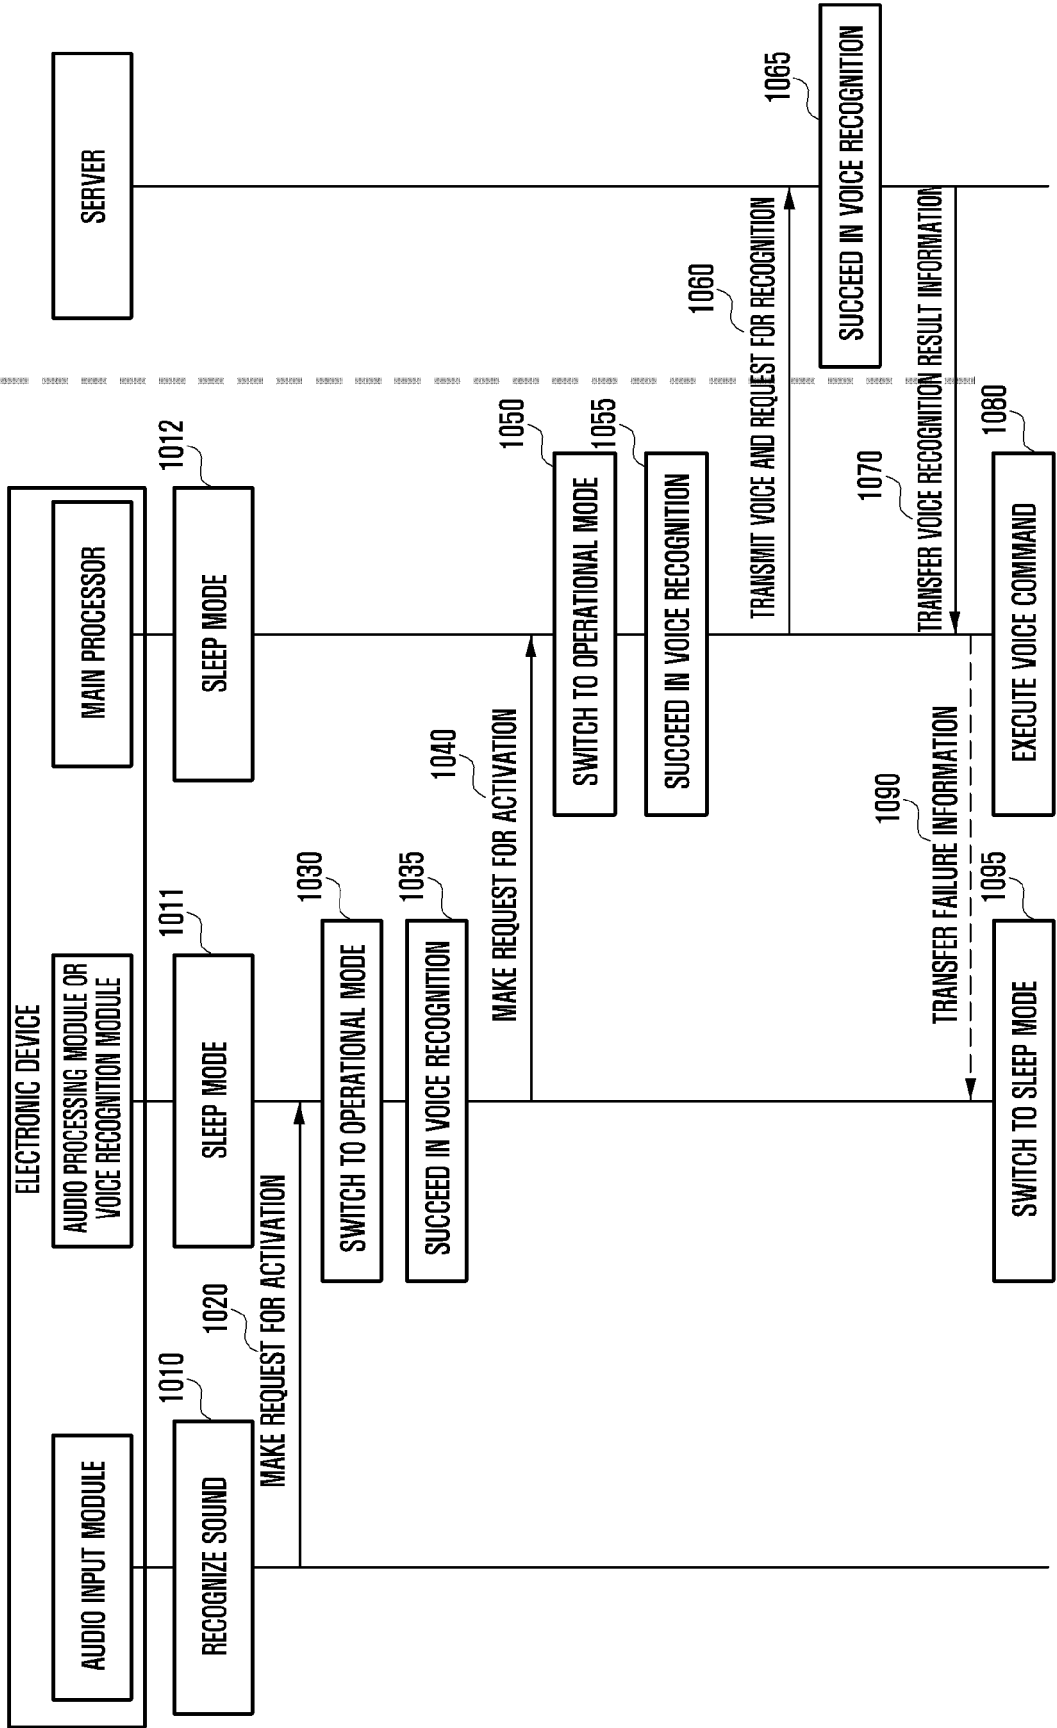 ELECTRONIC DEVICE
AUDIO INPUT MODULE
AUDIO PROCESSING MODULE OR
VOICE RECOGNITION MODULE
MAIN PROCESSOR
SERVER
1010
RECOGNIZE SOUND
1011
SLEEP MODE
1012
SLEEP MODE
1020
MAKE REQUEST FOR ACTIVATION
1030
SWITCH TO OPERATIONAL MODE
1035
SUCCEED IN VOICE RECOGNITION
1040
MAKE REQUEST FOR ACTIVATION
1050
SWITCH TO OPERATIONAL MODE
1055
SUCCEED IN VOICE RECOGNITION
1060
TRANSMIT VOICE AND REQUEST FOR RECOGNITION
1065
SUCCEED IN VOICE RECOGNITION
1070
TRANSFER VOICE RECOGNITION RESULT INFORMATION
1090
TRANSFER FAILURE INFORMATION
1095
SWITCH TO SLEEP MODE
1080
EXECUTE VOICE COMMAND